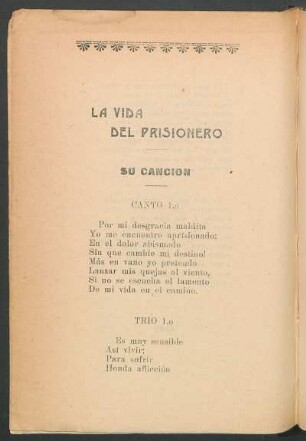 LA VIDA
DEL PRISIONERO
SU CANCION
CANTO 1.o
Por mi desgracia maldita
Yo me encuentro aprisionado;
En el dolor abismado
Sin que cambie mi destino!
Más en vano yo pretendo
Lanzar mis quejas al viento,
Si no se escucha el lamento
De mi vida en el camino.
TRIO 1.o
Es muy sensible
Así vivir;
Para sufrir
Honda aflicción